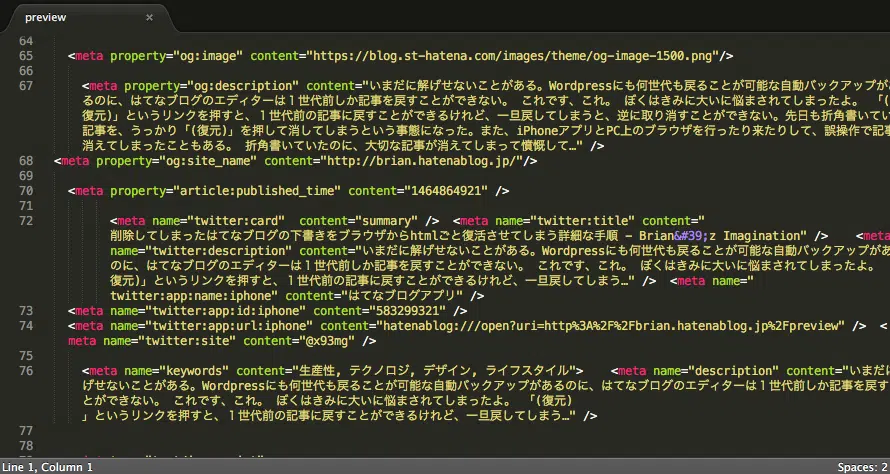 preview ×
64
65 <meta property="og:image" content="https://blog.st-hatena.com/images/theme/og-image-1500.png"/>
66
67 <meta property="og:description" content="いまだに解げせないことがある。Wordpressにも何世代も戻ることが可能な自動バックアップがあ
るのに、はてなブログのエディターは１世代前しか記事を戻すことができない。 これです、これ。 ぼくはきみに大いに悩まされてしまったよ。 「(
復元)」というリンクを押すと、１世代前の記事に戻すことができるけれど、一旦戻してしまうと、逆に取り消すことができない。先日も折角書いてい
記事を、うっかり「(復元)」を押して消してしまうという事態になった。また、iPhoneアプリとPC上のブラウザを行ったり来たりして、誤操作で記事
消えてしまったこともある。 折角書いていたのに、大切な記事が消えてしまって憤慨して…" />
68 <meta property="og:site_name" content="http://brian.hatenablog.jp/"/>
69
70 <meta property="article:published_time" content="1464864921" />
71
72 <meta name="twitter:card"  content="summary" />  <meta name="twitter:title" content="
削除してしまったはてなブログの下書きをブラウザからhtmlごと復活させてしまう詳細な手順 - Brian&#39;z Imagination" />    <meta
name="twitter:description" content="いまだに解げせないことがある。Wordpressにも何世代も戻ることが可能な自動バックアップがあ
のに、はてなブログのエディターは１世代前しか記事を戻すことができない。 これです、これ。 ぼくはきみに大いに悩まされてしまったよ。
復元)」というリンクを押すと、１世代前の記事に戻すことができるけれど、一旦戻してしまう…" />  <meta name="
twitter:app:name:iphone" content="はてなブログアプリ" />
73 <meta name="twitter:app:id:iphone" content="583299321" />
74 <meta name="twitter:app:url:iphone" content="hatenablog:///open?uri=http%3A%2F%2Fbrian.hatenablog.jp%2Fpreview" />  <
meta name="twitter:site" content="@x93mg" />
75
76 <meta name="keywords" content="生産性, テクノロジ, デザイン, ライフスタイル">    <meta name="description" content="いまだに
げせないことがある。Wordpressにも何世代も戻ることが可能な自動バックアップがあるのに、はてなブログのエディターは１世代前しか記事を戻す
とができない。 これです、これ。 ぼくはきみに大いに悩まされてしまったよ。 「(復元)
」というリンクを押すと、１世代前の記事に戻すことができるけれど、一旦戻してしまう…" />
77
78
Line 1, Column 1
Spaces: 2